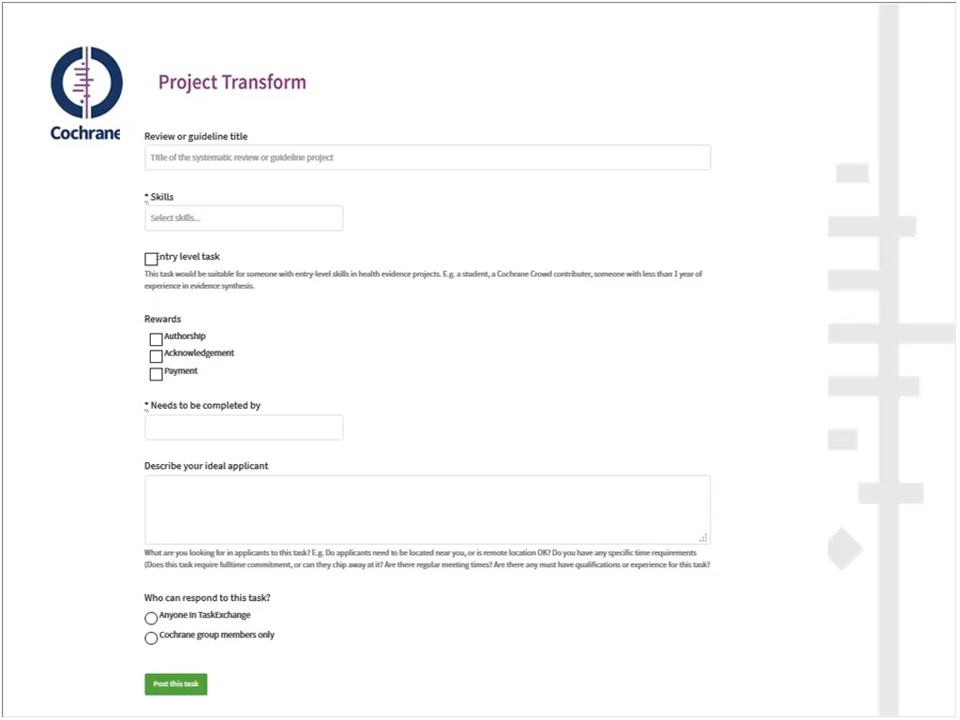 Project Transform
Cochrane
Review or guideline title
Title of the systematic review or guideline project
* Skills
Select skills...
Entry level task
This task would be suitable for someone with entry-level skills in health evidence projects. E.g. a student, a Cochrane Crowd contributer, someone with less than 1 year of
experience in evidence synthesis.
Rewards
Authorship
Acknowledgement
Payment
* Needs to be completed by
Describe your ideal applicant
What are you looking for in applicants to this task? E.g. Do applicants need to be located near you, or is remote location OK? Do you have any specific time requirements
(Does this task require fulltime commitment, or can they chip away at it? Are there regular meeting times? Are there any must have qualifications or experience for this task?
Who can respond to this task?
Anyone in TaskExchange
Cochrane group members only
Post this task